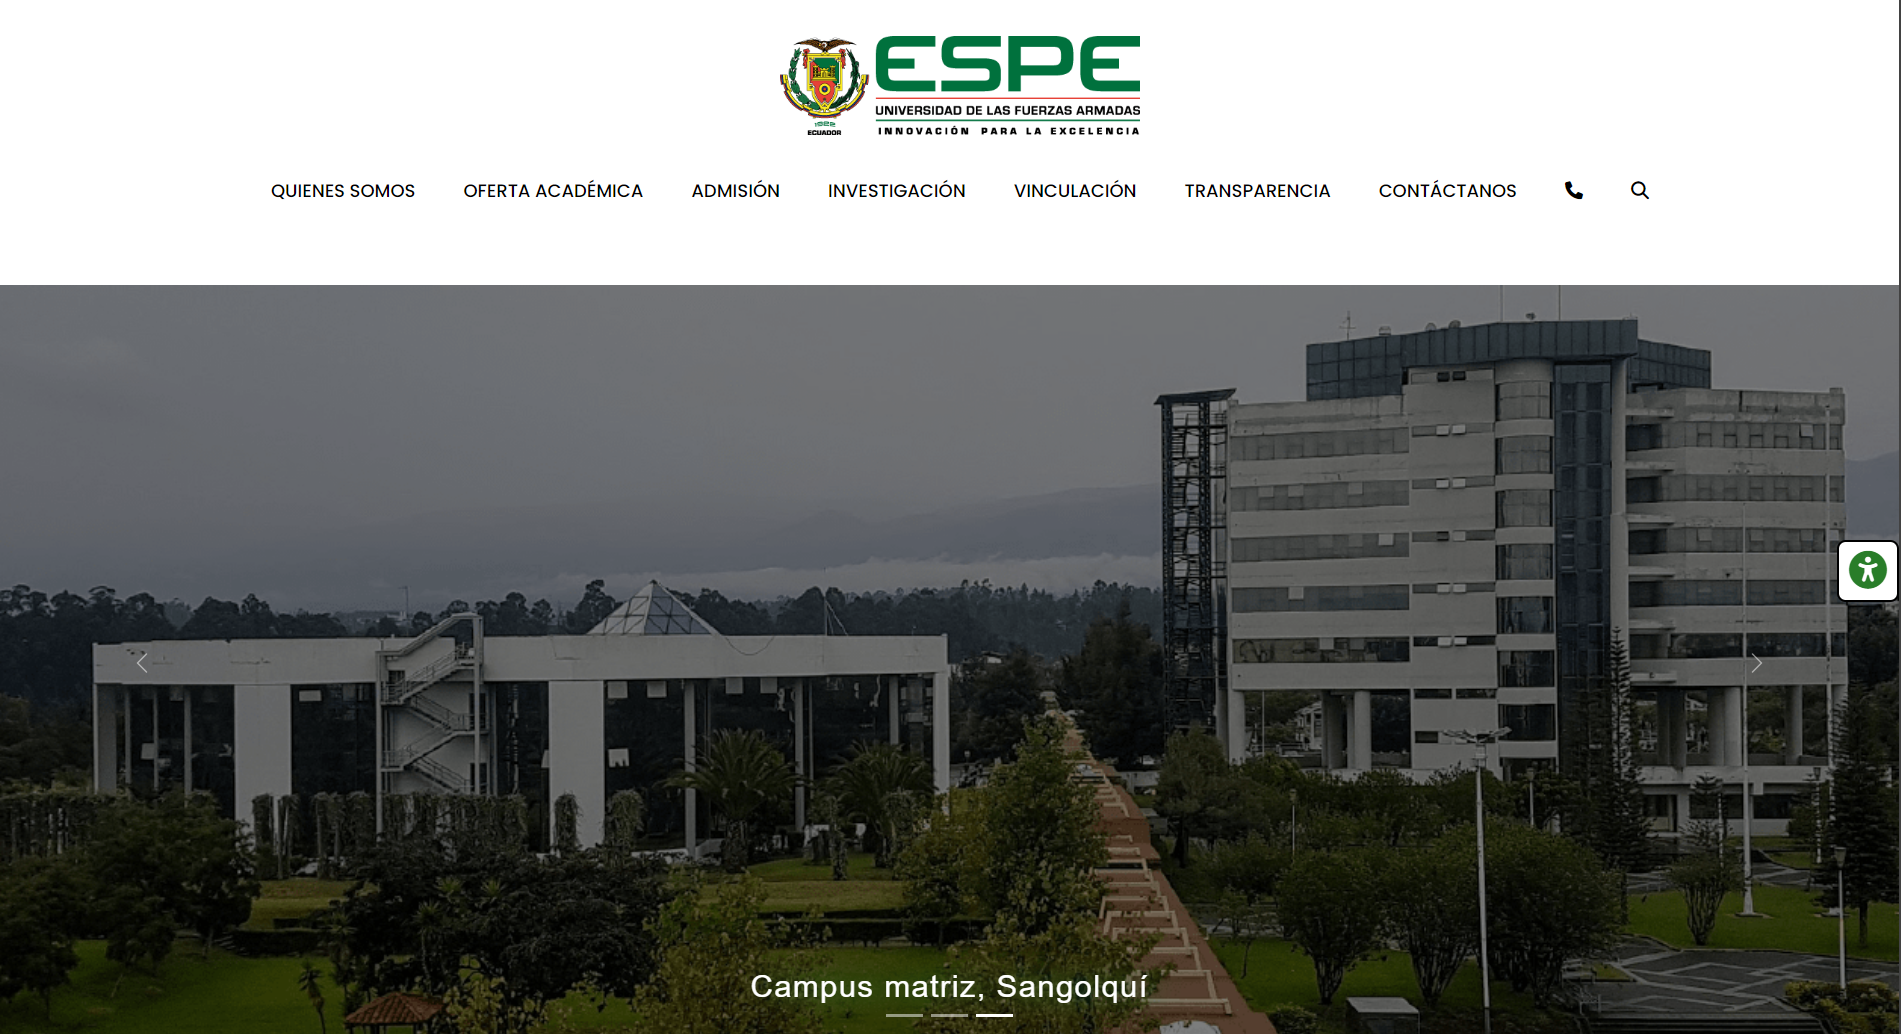 ESPE
UNIVERSIDAD DE LAS FUERZAS ARMADAS
INNOVACIÓN PARA LA EXCELENCIA
1922
ECUADOR
QUIENES SOMOS OFERTA ACADÉMICA ADMISIÓN INVESTIGACIÓN VINCULACIÓN TRANSPARENCIA CONTÁCTANOS
Campus matriz, Sangolquí